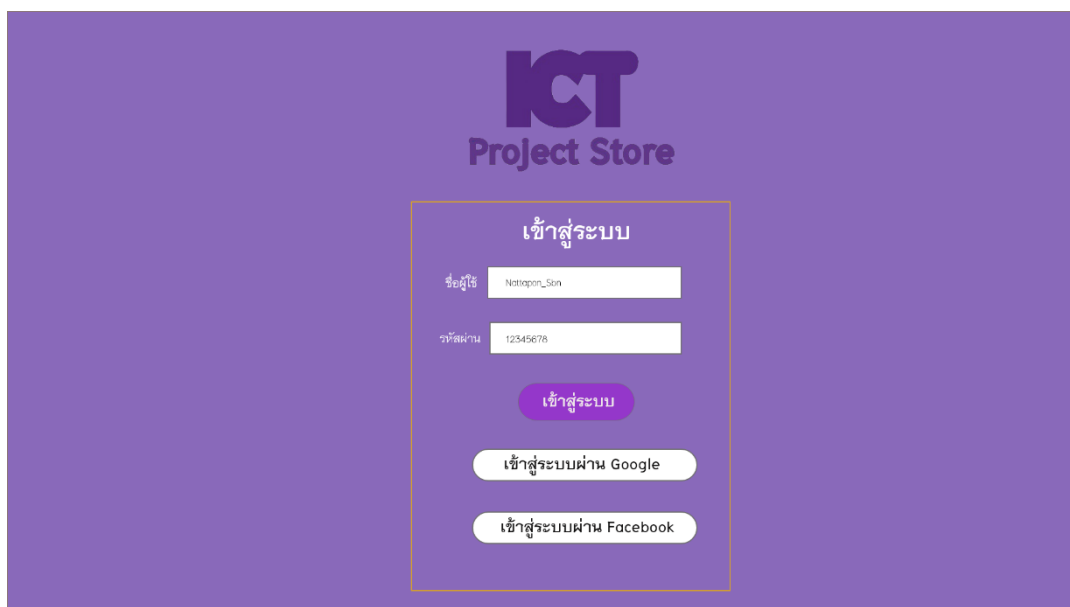 ICT
Project Store
เข้าสู่ระบบ
ชื่อผู้ใช้ Nattapon_Sbn
รหัสผ่าน 12345678
เข้าสู่ระบบ
เข้าสู่ระบบผ่าน Google
เข้าสู่ระบบผ่าน Facebook